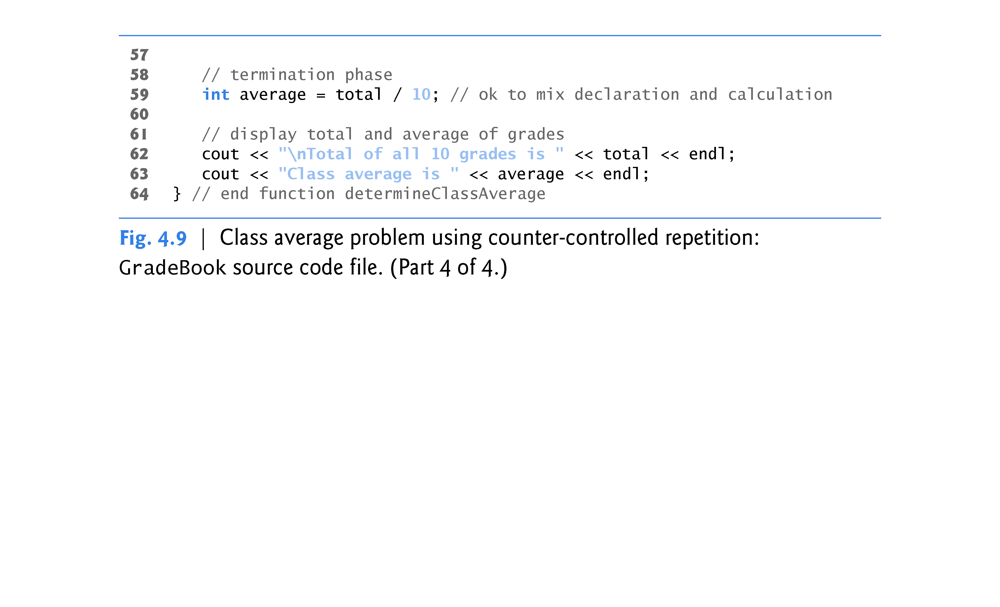 57
58 // termination phase
59 int average = total / 10; // ok to mix declaration and calculation
60
61 // display total and average of grades
62 cout << "\nTotal of all 10 grades is " << total << endl;
63 cout << "Class average is " << average << endl;
64 } // end function determineClassAverage
Fig. 4.9 | Class average problem using counter-controlled repetition:
GradeBook source code file. (Part 4 of 4.)